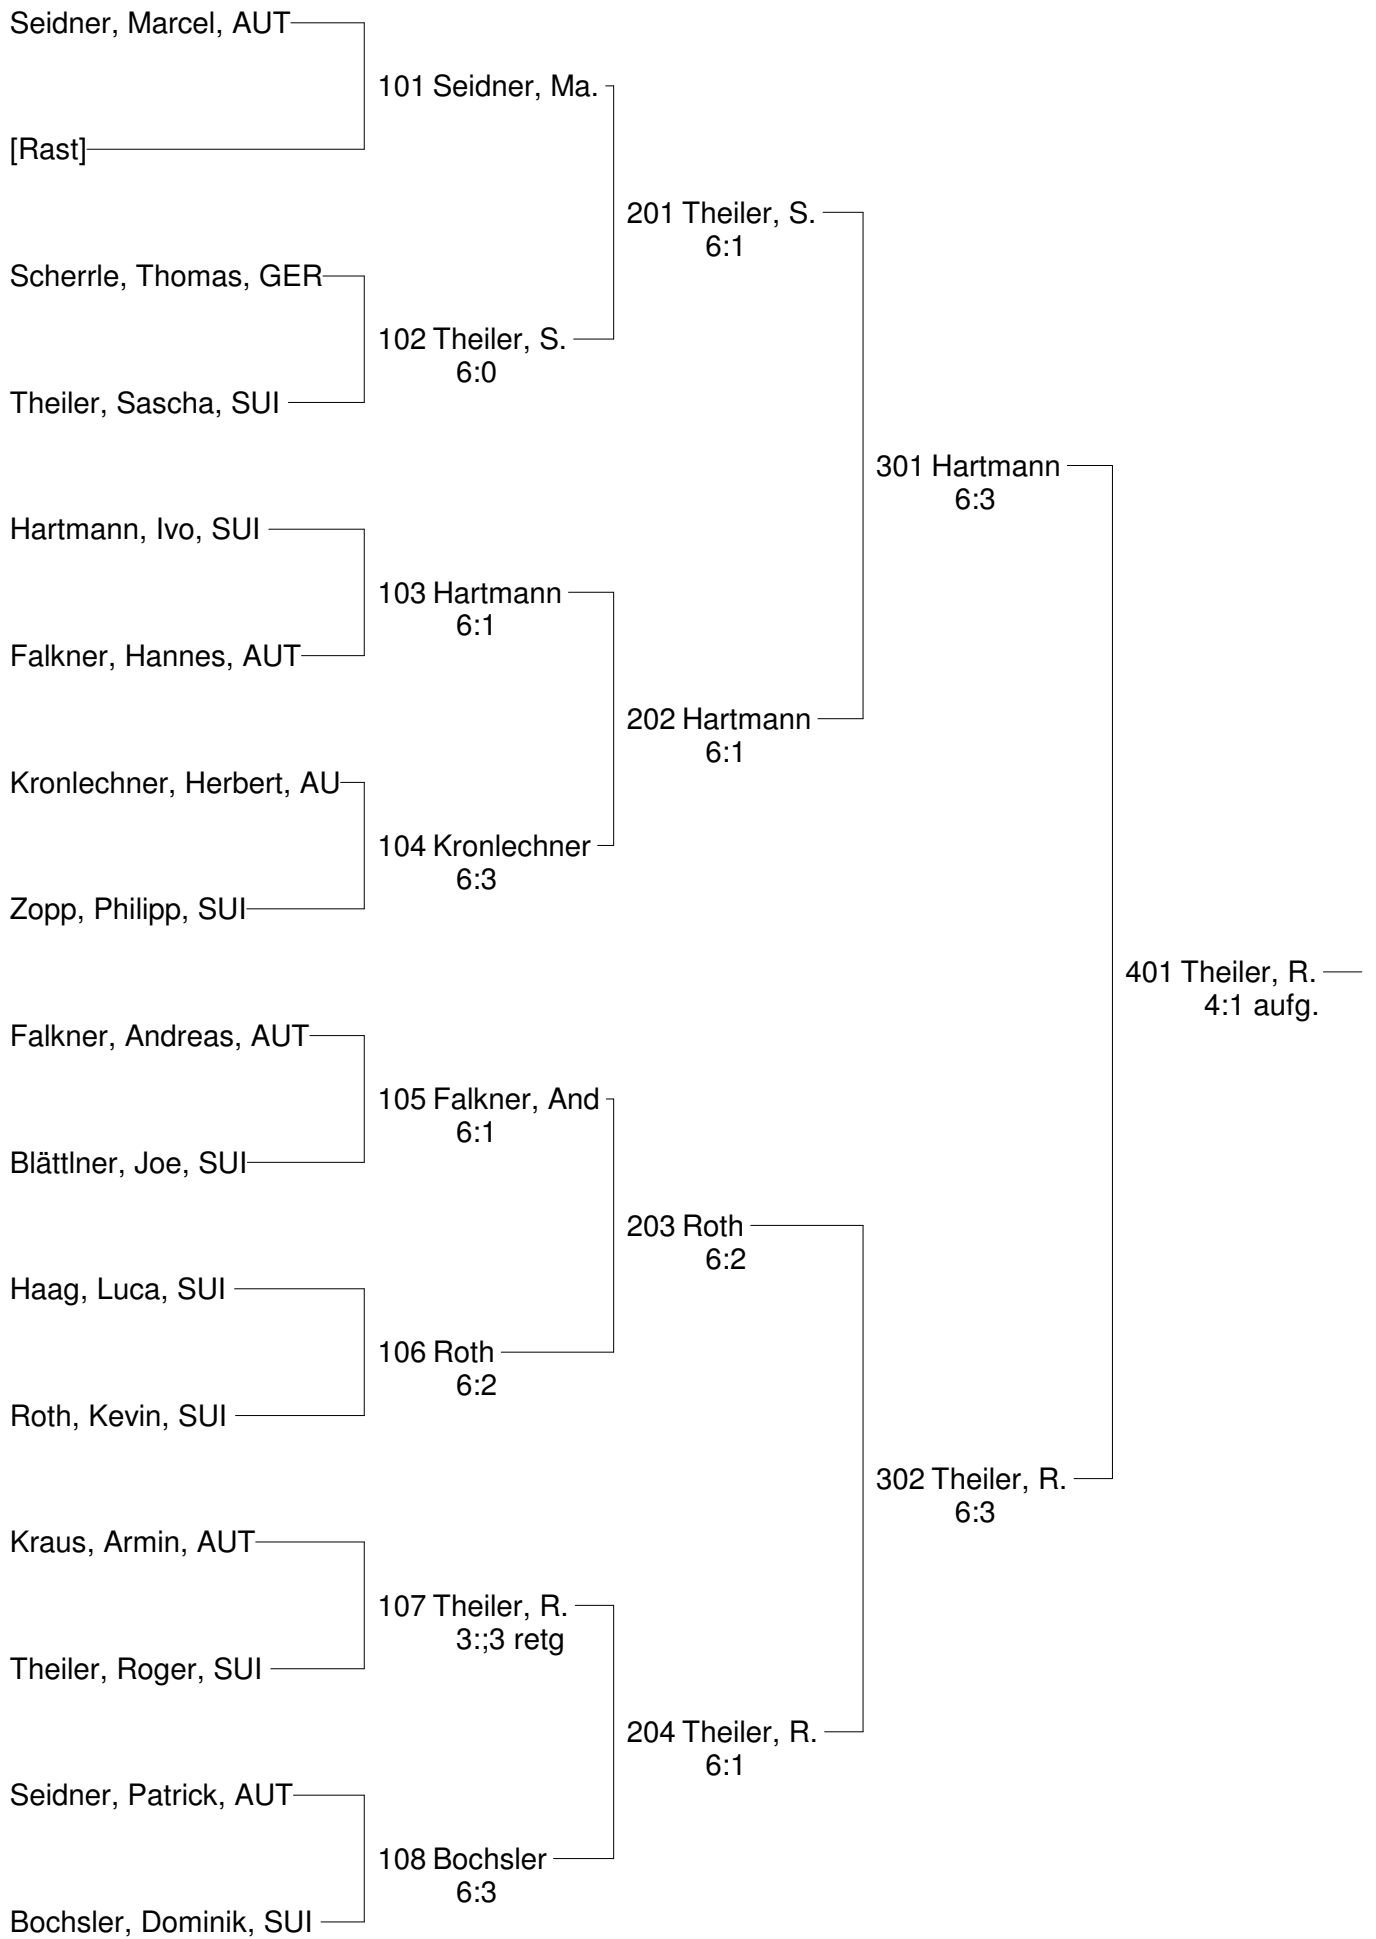 Seidner, Marcel, AUT
101 Seidner, Ma.
[Rast]
201 Theiler, S.
6:1
Scherrle, Thomas, GER
102 Theiler, S.
6:0
Theiler, Sascha, SUI
301 Hartmann
6:3
Hartmann, Ivo, SUI
103 Hartmann
6:1
Falkner, Hannes, AUT
202 Hartmann
6:1
Kronlechner, Herbert, AU
104 Kronlechner
6:3
Zopp, Philipp, SUI
401 Theiler, R.
4:1 aufg.
Falkner, Andreas, AUT
105 Falkner, And
6:1
Blättlner, Joe, SUI
203 Roth
6:2
Haag, Luca, SUI
106 Roth
6:2
Roth, Kevin, SUI
302 Theiler, R.
6:3
Kraus, Armin, AUT
107 Theiler, R.
3:;3 retg
Theiler, Roger, SUI
204 Theiler, R.
6:1
Seidner, Patrick, AUT
108 Bochsler
6:3
Bochsler, Dominik, SUI